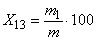 X₁₃ = m₁/m · 100